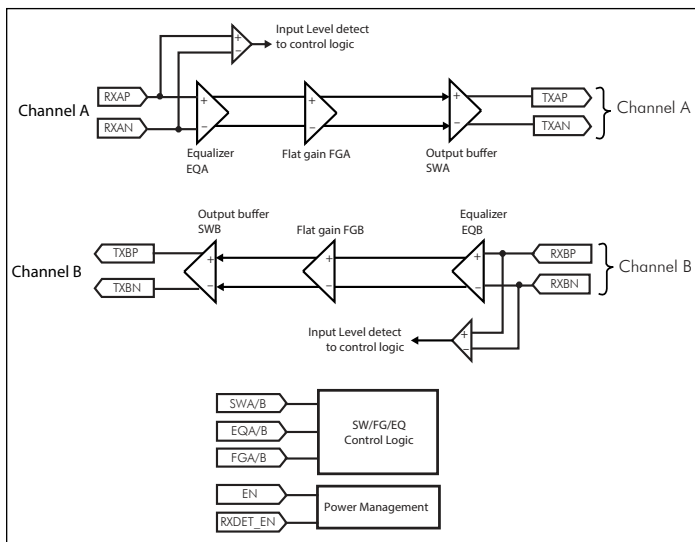 Input Level detect
to control logic
+
−
Channel A
RXAP
RXAN
+
−
Equalizer
EQA
+
−
Flat gain FGA
+
−
Output buffer
SWA
TXAP
TXAN
Channel A
Output buffer
SWB
Flat gain FGB
Equalizer
EQB
Channel B
TXBP
TXBN
+
−
+
−
+
−
RXBP
RXBN
Channel B
Input Level detect
to control logic
+
−
SWA/B
EQA/B
FGA/B
SW/FG/EQ
Control Logic
EN
RXDET_EN
Power Management